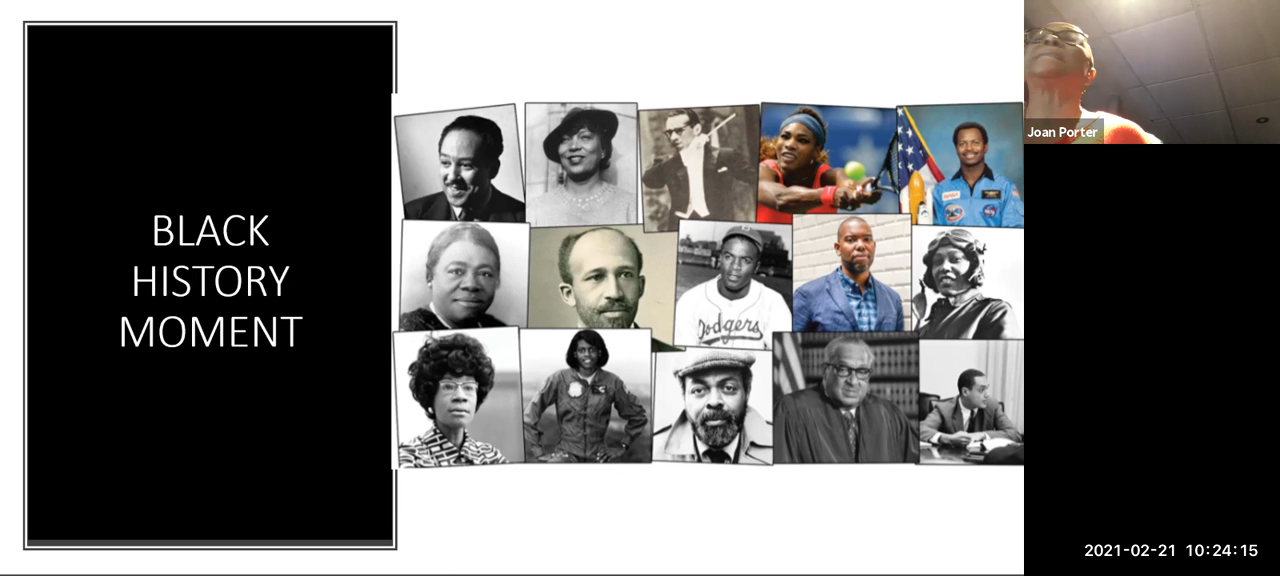 BLACK
HISTORY
MOMENT
Dodgers
Joan Porter
2021-02-21 10:24:15